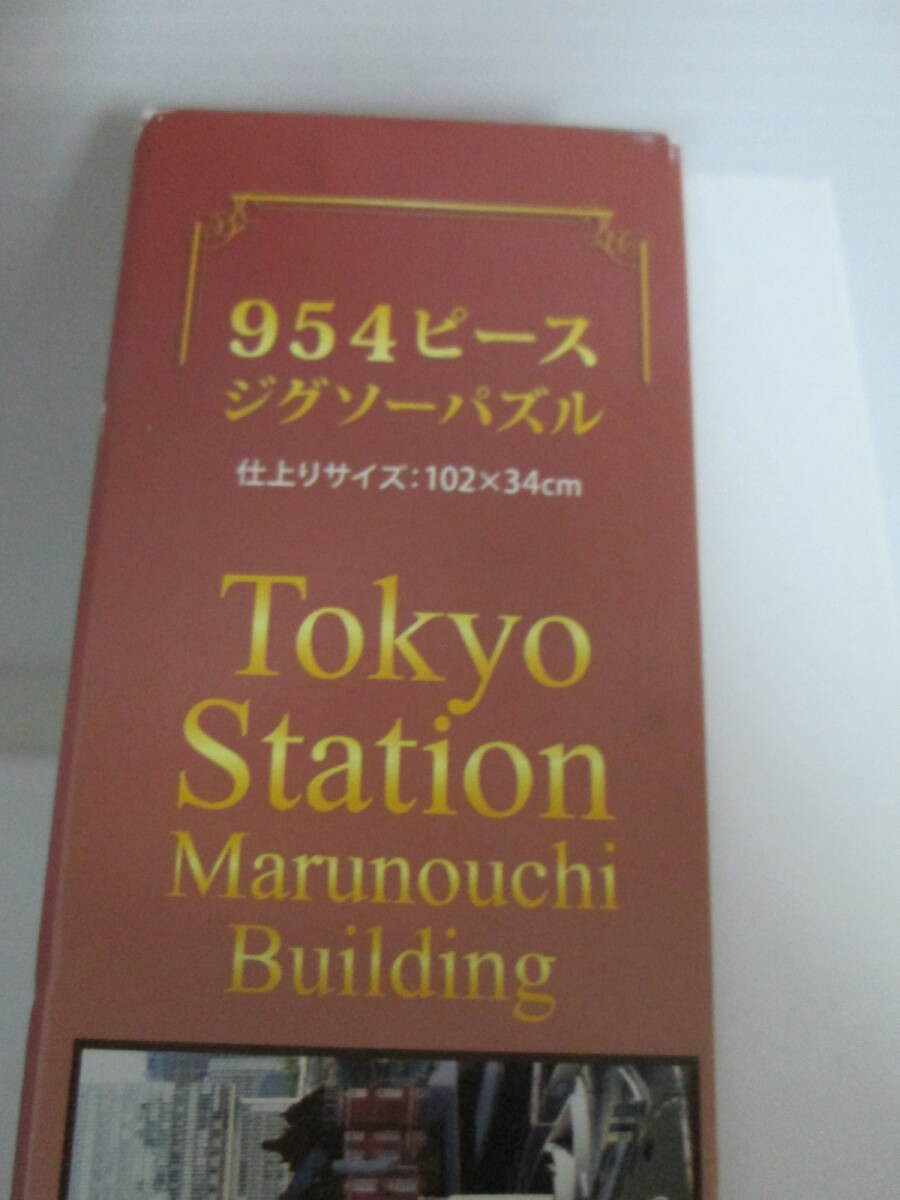 954ピース
ジグソーパズル
仕上りサイズ:102×34cm
Tokyo
Station
Marunouchi
Building